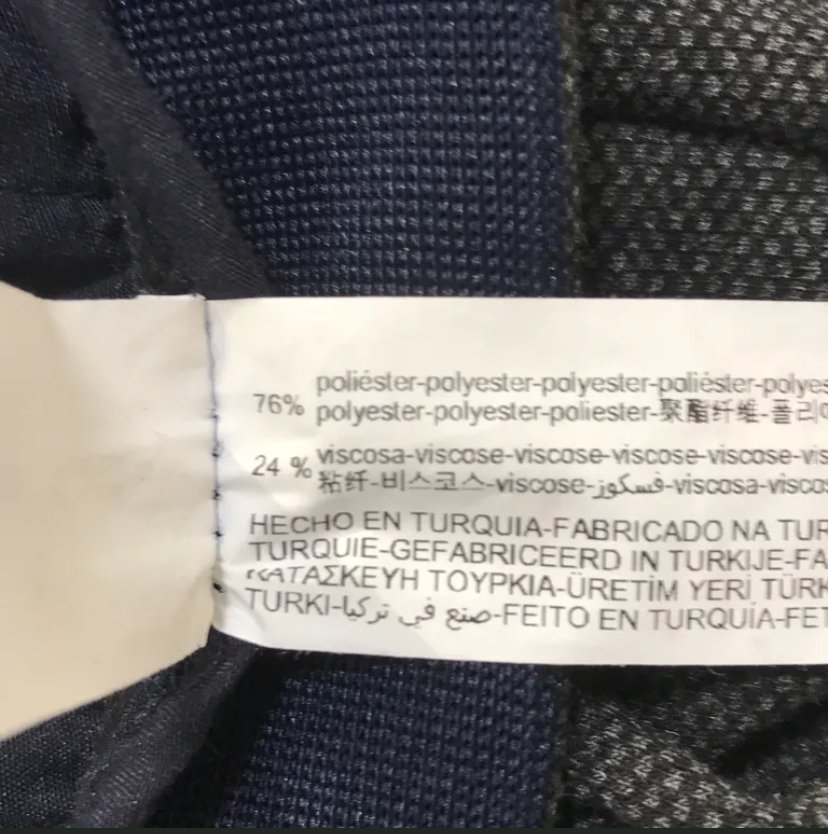 76% poliéster-polyester-polyester-poliéster-polyes
polyester-polyester-poliester-聚酯纤维-폴리
24 % viscosa-viscose-viscose-viscose-viscose-vis
粘纤-비스코스-viscose-فسكوز-viscosa-visco
HECHO EN TURQUIA-FABRICADO NA TUR
TURQUIE-GEFABRICEERD IN TURKIJE-FA
ΚΑΤΑΣΚΕΥΗ ΤΟΥΡΚΙΑ-ÜRETİM YERİ TÜRK
TURKI-صنع في تركيا-FEITO EN TURQUÍA-FET